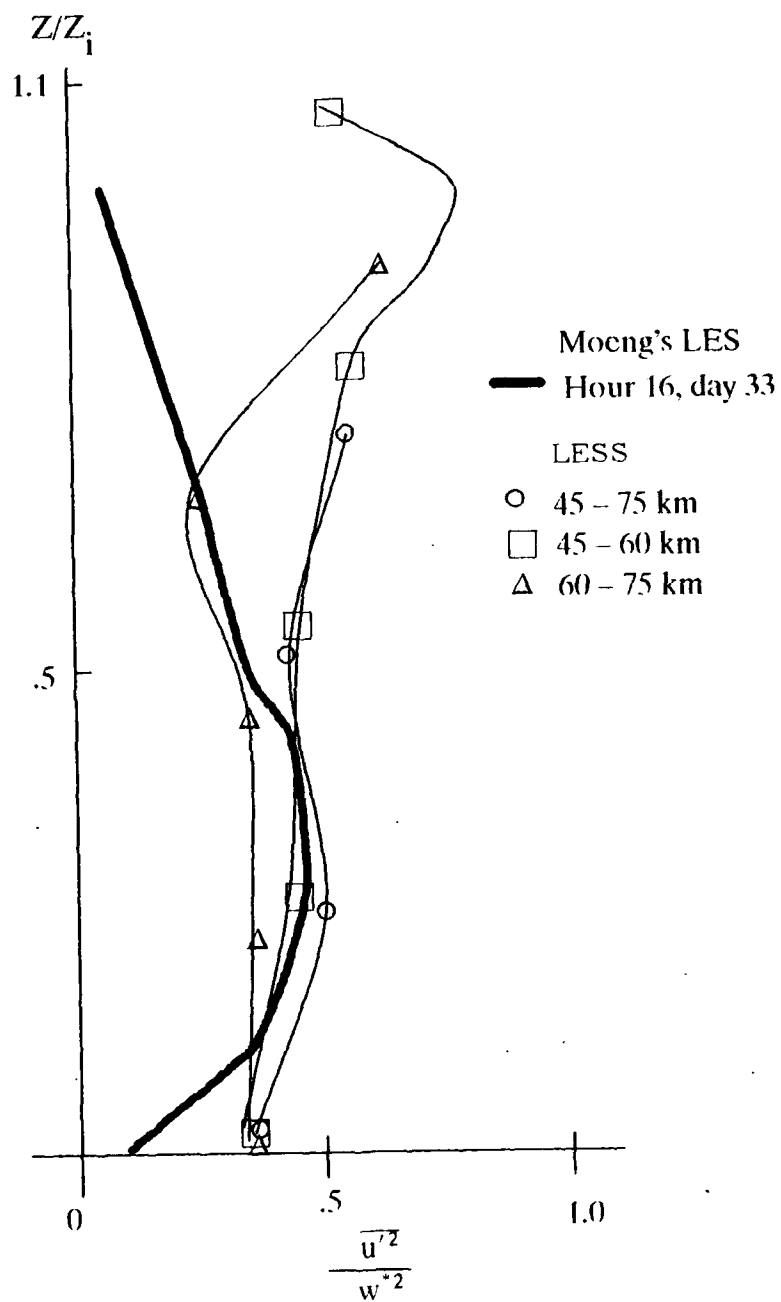 Z/Zi
1.1
Moeng's LES
Hour 16, day 33
LESS
45 – 75 km
45 – 60 km
60 – 75 km
.5
0
.5
1.0
u'2
w*2